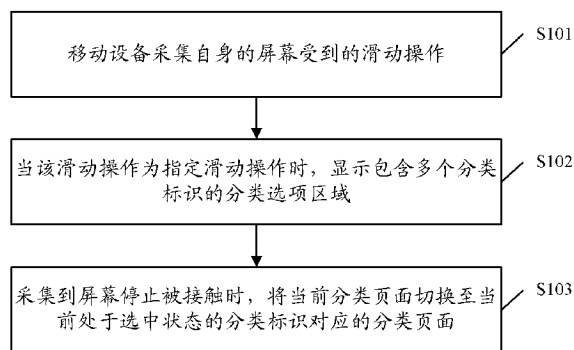 移动设备采集自身的屏幕受到的滑动操作
S101
当该滑动操作为指定滑动操作时，显示包含多个分类
标识的分类选项区域
S102
采集到屏幕停止被接触时，将当前分类页面切换至当
前处于选中状态的分类标识对应的分类页面
S103